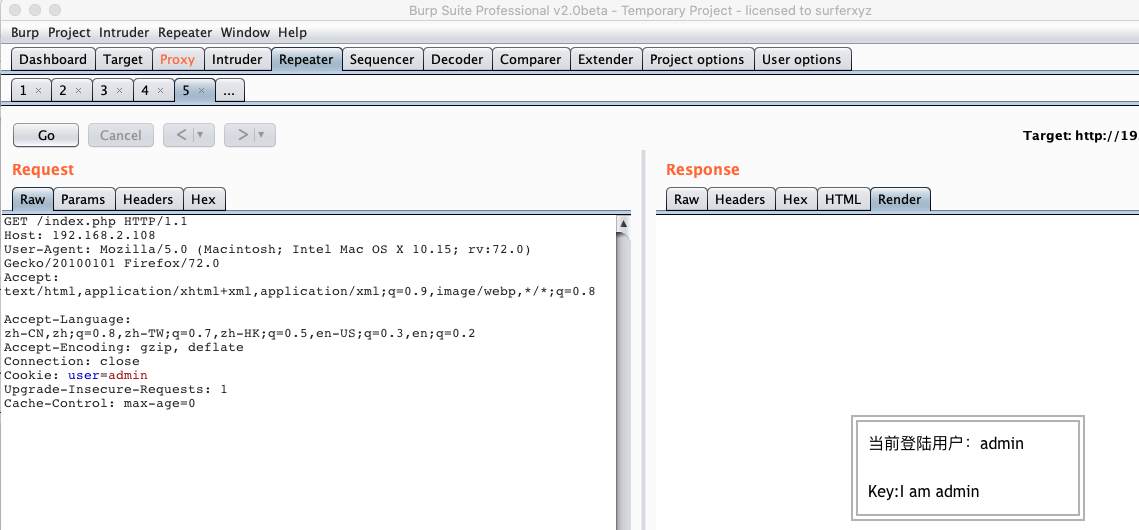 Burp Suite Professional v2.0beta - Temporary Project - licensed to surferxyz
Burp Project Intruder Repeater Window Help
Dashboard Target Proxy Intruder Repeater Sequencer Decoder Comparer Extender Project options User options
1 × 2 × 3 × 4 × 5 × ...
Go Cancel < ▼ > ▼ Target: http://19
Request
Raw Params Headers Hex
GET /index.php HTTP/1.1
Host: 192.168.2.108
User-Agent: Mozilla/5.0 (Macintosh; Intel Mac OS X 10.15; rv:72.0)
Gecko/20100101 Firefox/72.0
Accept:
text/html,application/xhtml+xml,application/xml;q=0.9,image/webp,*/*;q=0.8
Accept-Language:
zh-CN,zh;q=0.8,zh-TW;q=0.7,zh-HK;q=0.5,en-US;q=0.3,en;q=0.2
Accept-Encoding: gzip, deflate
Connection: close
Cookie: user=admin
Upgrade-Insecure-Requests: 1
Cache-Control: max-age=0
Response
Raw Headers Hex HTML Render
当前登陆用户：admin
Key:I am admin